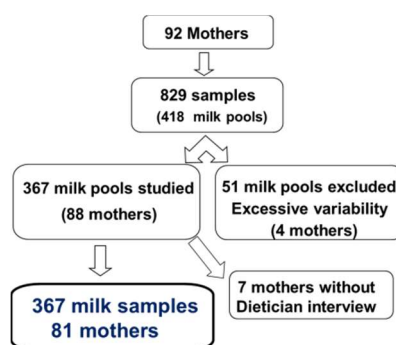 92 Mothers
829 samples
(418 milk pools)
367 milk pools studied
(88 mothers)
51 milk pools excluded
Excessive variability
(4 mothers)
367 milk samples
81 mothers
7 mothers without
Dietician interview